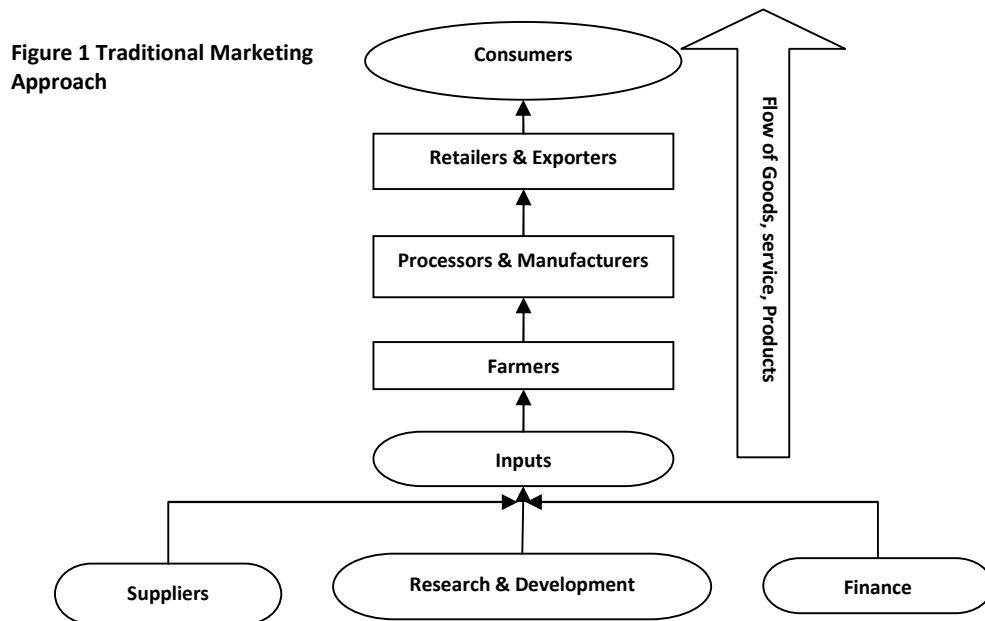 Figure 1 Traditional Marketing
Approach
Consumers
Retailers & Exporters
Processors & Manufacturers
Farmers
Inputs
Suppliers
Research & Development
Finance
Flow of Goods, service, Products